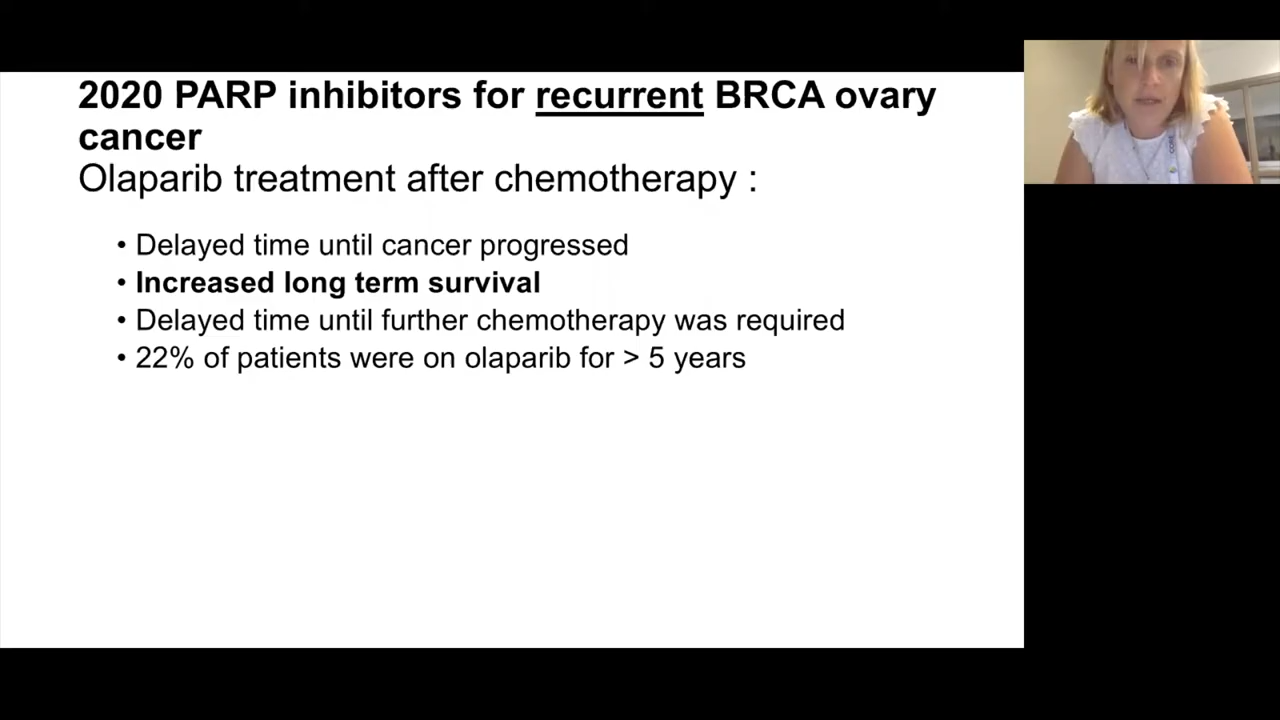 2020 PARP inhibitors for recurrent BRCA ovary
cancer
Olaparib treatment after chemotherapy :
• Delayed time until cancer progressed
• Increased long term survival
• Delayed time until further chemotherapy was required
• 22% of patients were on olaparib for > 5 years